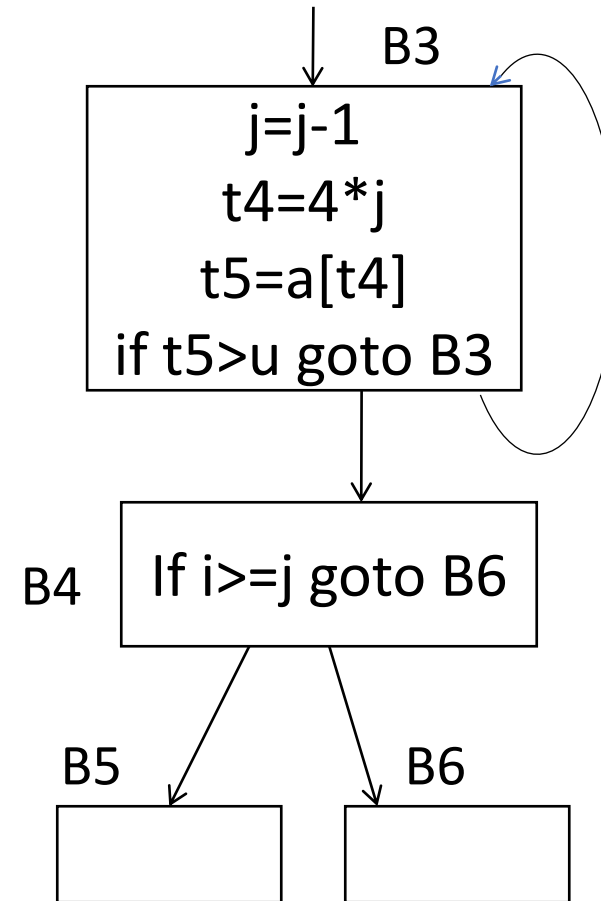 B3
j=j-1
t4=4*j
t5=a[t4]
if t5>u goto B3
B4
If i>=j goto B6
B5
B6